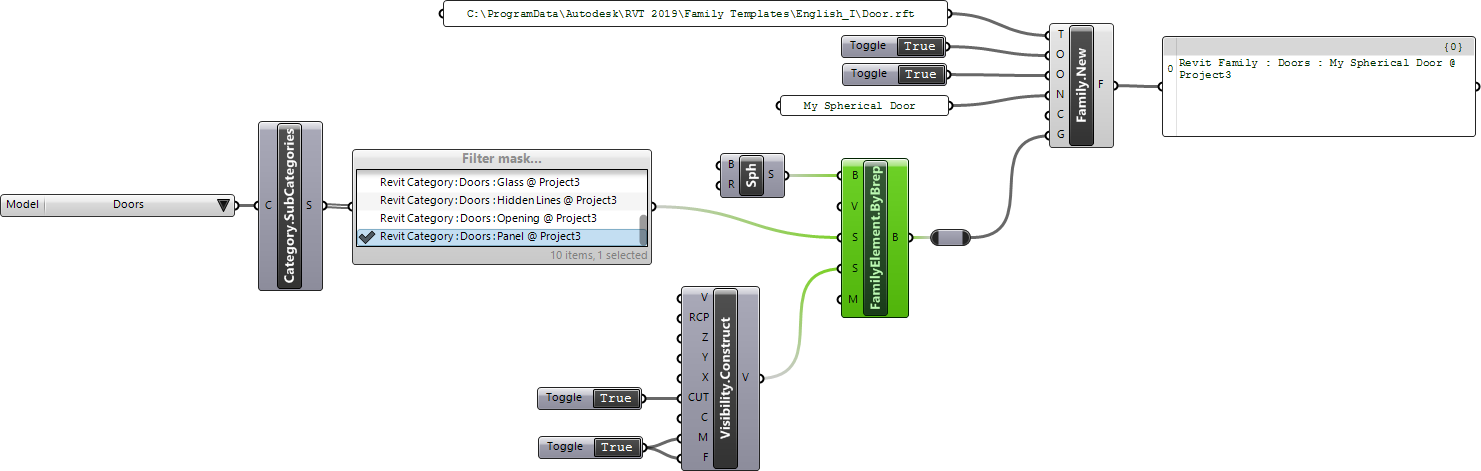 C:\ProgramData\Autodesk\RVT 2019\Family Templates\English_I\Door.rft
Toggle True
Toggle True
My Spherical Door
T
O
O
N
C
G
Family.New
F
{0}
0 Revit Family : Doors : My Spherical Door @
Project3
Model Doors
C
Category.SubCategories
S
Filter mask...
Revit Category : Doors : Glass @ Project3
Revit Category : Doors : Hidden Lines @ Project3
Revit Category : Doors : Opening @ Project3
Revit Category : Doors : Panel @ Project3
10 items, 1 selected
B
R
Sph
S
B
V
S
S
M
FamilyElement.ByBrep
B
V
RCP
Z
Y
X
CUT
C
M
F
Visibility.Construct
V
Toggle True
Toggle True